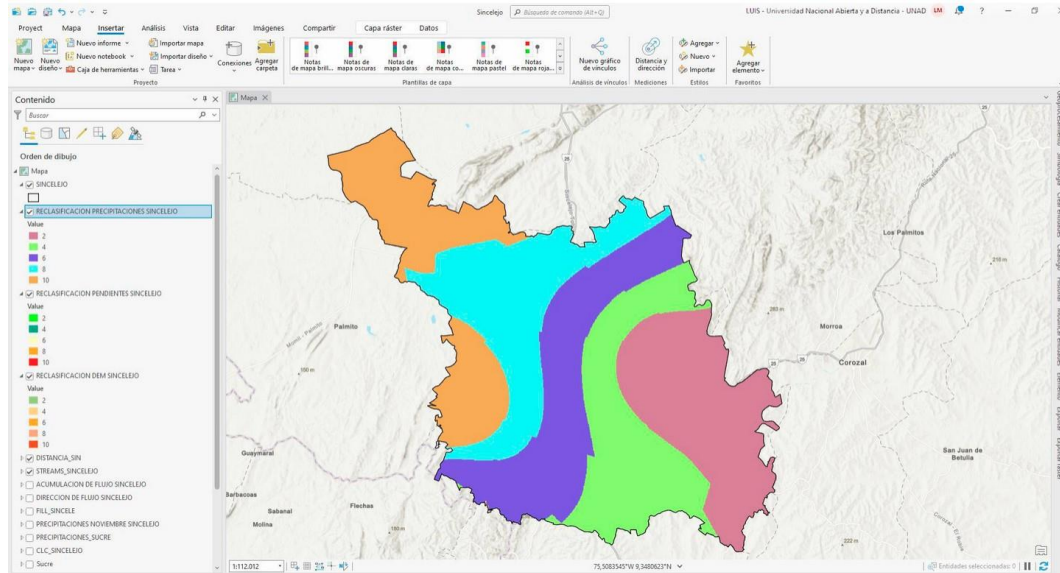 Sincelejo
Búsqueda de comando (Alt+Q)
LUIS - Universidad Nacional Abierta y a Distancia - UNAD
LM
?
Proyect Mapa Insertar Análisis Vista Editar Imágenes Compartir Capa ráster Datos
Nuevo mapa
Nuevo diseño
Nuevo informe
Nuevo notebook
Caja de herramientas
Importar mapa
Importar diseño
Tarea
Conexiones
Agregar carpeta
Notas de mapa bril...
Notas de mapa oscuras
Notas de mapa claras
Notas de mapa co...
Notas de mapa pastel
Notas de mapa roja...
Nuevo gráfico de vínculos
Distancia y dirección
Agregar
Nuevo
Importar
Agregar elemento
Proyecto
Plantillas de capa
Análisis de vínculos
Mediciones
Estilos
Favoritos
Contenido
Mapa
Buscar
Orden de dibujo
Mapa
SINCELEJO
RECLASIFICACION PRECIPITACIONES SINCELEJO
Value
2
4
6
8
10
RECLASIFICACION PENDIENTES SINCELEJO
Value
2
4
6
8
10
RECLASIFICACION DEM SINCELEJO
Value
2
4
6
8
10
DISTANCIA_SIN
STREAMS_SINCELEJO
ACUMULACION DE FLUJO SINCELEJO
DIRECCION DE FLUJO SINCELEJO
FILL_SINCELE
PRECIPITACIONES NOVIEMBRE SINCELEJO
PRECIPITACIONES_SUCRE
CLC_SINCELEJO
Sucre
25
Los Palmitos
Palmito
Morroa
25 25
Corozal
Guaymaral
San Juan de Betulia
Sabanal
Flechas
Molina
1:112.012
75,5083545°W 9,3480623°N
Entidades seleccionadas: 0